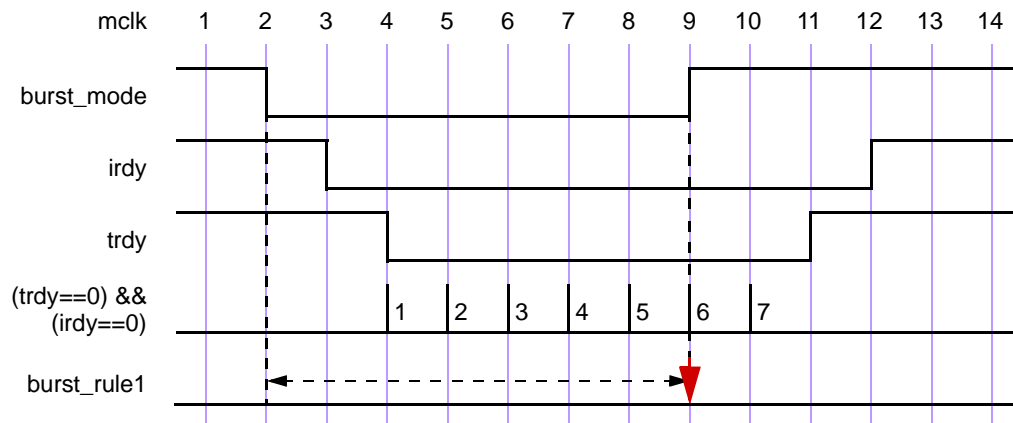 mclk 1 2 3 4 5 6 7 8 9 10 11 12 13 14
burst_mode
irdy
trdy
(trdy==0) &&
(irdy==0)
1 2 3 4 5 6 7
burst_rule1